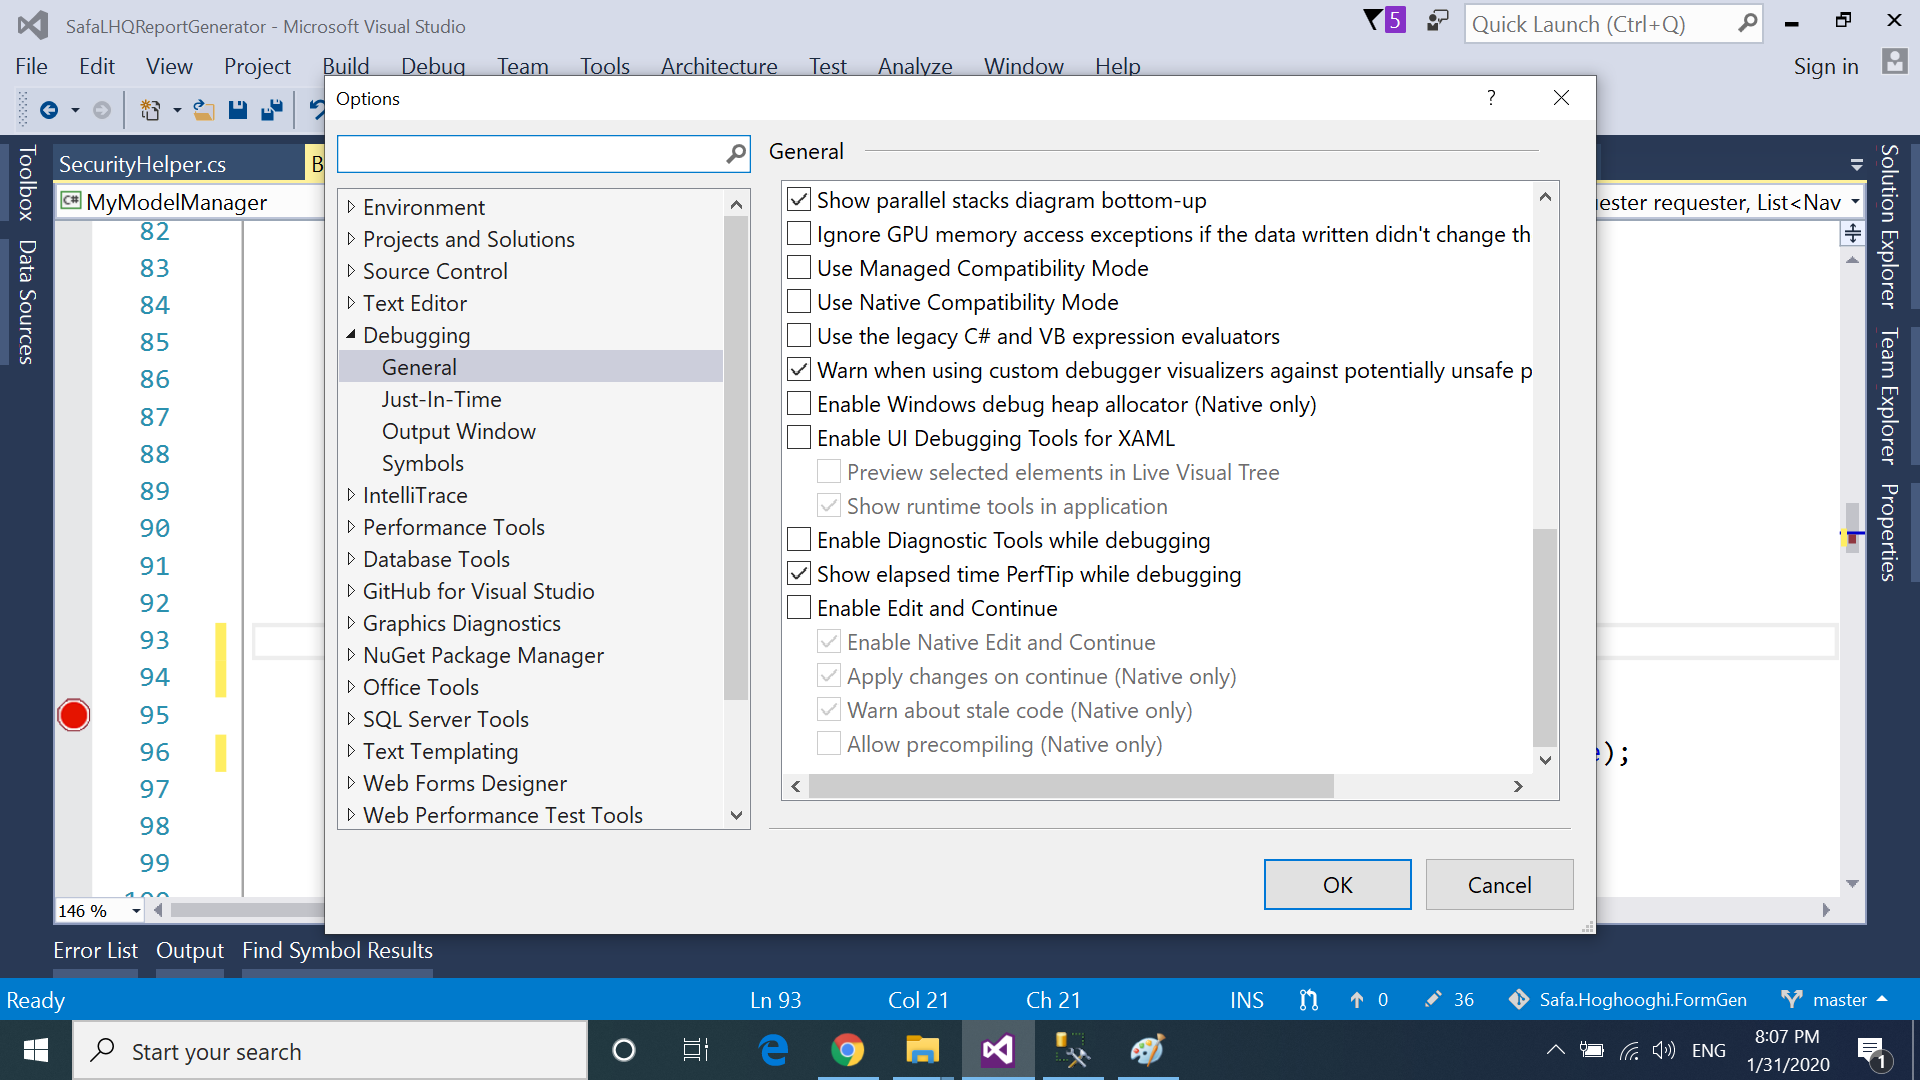 SafaLHQReportGenerator - Microsoft Visual Studio
5
Quick Launch (Ctrl+Q)
File Edit View Project Build Debug Team Tools Architecture Test Analyze Window Help
Sign in
Options
?
Toolbox
Data Sources
SecurityHelper.cs
B
MyModelManager
ester requester, List<Nav
82
83
84
85
86
87
88
89
90
91
92
93
94
95
96
97
98
99
100
Environment
Projects and Solutions
Source Control
Text Editor
Debugging
General
Just-In-Time
Output Window
Symbols
IntelliTrace
Performance Tools
Database Tools
GitHub for Visual Studio
Graphics Diagnostics
NuGet Package Manager
Office Tools
SQL Server Tools
Text Templating
Web Forms Designer
Web Performance Test Tools
General
Show parallel stacks diagram bottom-up
Ignore GPU memory access exceptions if the data written didn't change th
Use Managed Compatibility Mode
Use Native Compatibility Mode
Use the legacy C# and VB expression evaluators
Warn when using custom debugger visualizers against potentially unsafe p
Enable Windows debug heap allocator (Native only)
Enable UI Debugging Tools for XAML
Preview selected elements in Live Visual Tree
Show runtime tools in application
Enable Diagnostic Tools while debugging
Show elapsed time PerfTip while debugging
Enable Edit and Continue
Enable Native Edit and Continue
Apply changes on continue (Native only)
Warn about stale code (Native only)
Allow precompiling (Native only)
OK
Cancel
);
Solution Explorer
Team Explorer
Properties
146 %
Error List Output Find Symbol Results
Ready Ln 93 Col 21 Ch 21 INS 0 36 Safa.Hoghooghi.FormGen master
Start your search
ENG
8:07 PM
1/31/2020
1